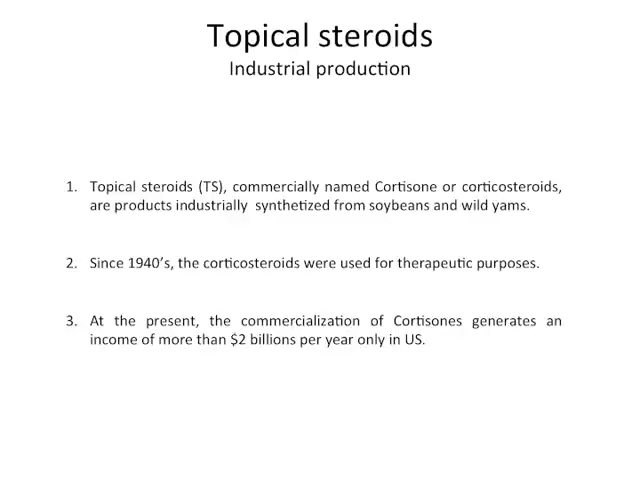 Topical steroids
Industrial production
1. Topical steroids (TS), commercially named Cortisone or corticosteroids,
are products industrially synthetized from soybeans and wild yams.
2. Since 1940's, the corticosteroids were used for therapeutic purposes.
3. At the present, the commercialization of Cortisones generates an
income of more than $2 billions per year only in US.